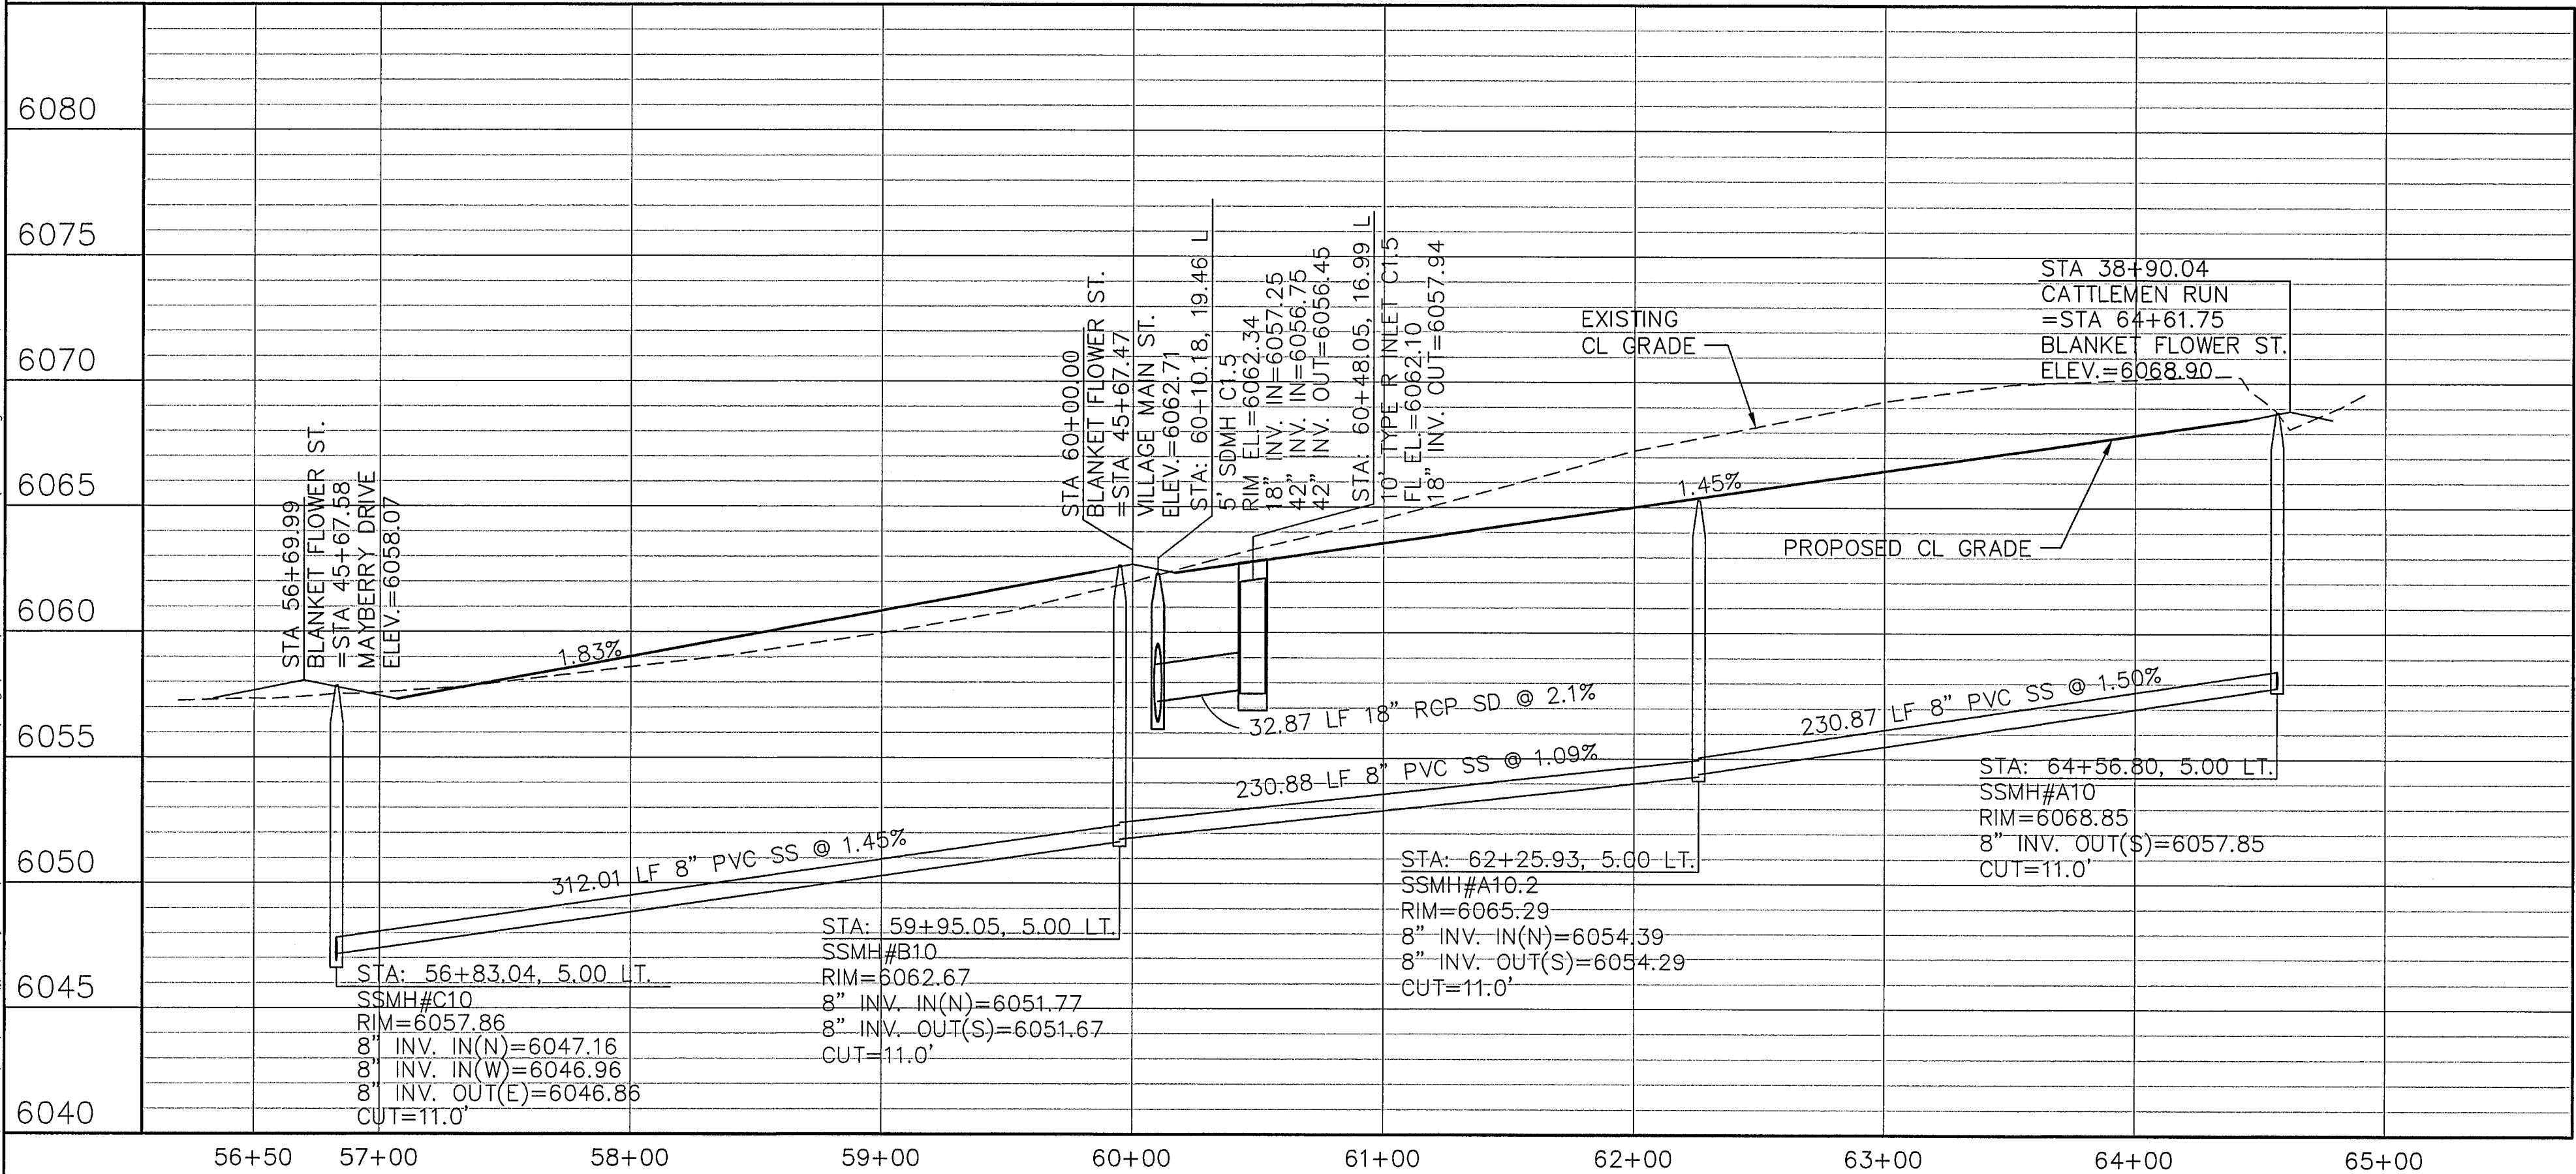 6080
6075
6070
6065
6060
6055
6050
6045
6040
STA 56+69.99
BLANKET FLOWER ST.
=STA 45+67.58
MAYBERRY DRIVE
ELEV.=6058.07
1.83%
STA 60+00.00
BLANKET FLOWER ST.
=STA 45+67.47
VILLAGE MAIN ST.
ELEV.=6062.71
STA: 60+10.18, 19.46 L
5' SDMH C1.5
RIM EL.=6062.34
18" INV. IN=6057.25
42" INV. IN=6056.75
42" INV. OUT=6056.45
STA: 60+48.05, 16.99 L
10' TYPE R INLET C1.5
FL EL.=6062.10
18" INV. OUT=6057.94
EXISTING
CL GRADE
STA 38+90.04
CATTLEMEN RUN
=STA 64+61.75
BLANKET FLOWER ST.
ELEV.=6068.90
1.45%
PROPOSED CL GRADE
32.87 LF 18" RCP SD @ 2.1%
312.01 LF 8" PVC SS @ 1.45%
230.88 LF 8" PVC SS @ 1.09%
230.87 LF 8" PVC SS @ 1.50%
STA: 56+83.04, 5.00 LT.
SSMH#C10
RIM=6057.86
8" INV. IN(N)=6047.16
8" INV. IN(W)=6046.96
8" INV. OUT(E)=6046.86
CUT=11.0'
STA: 59+95.05, 5.00 LT.
SSMH#B10
RIM=6062.67
8" INV. IN(N)=6051.77
8" INV. OUT(S)=6051.67
CUT=11.0'
STA: 62+25.93, 5.00 LT.
SSMH#A10.2
RIM=6065.29
8" INV. IN(N)=6054.39
8" INV. OUT(S)=6054.29
CUT=11.0'
STA: 64+56.80, 5.00 LT.
SSMH#A10
RIM=6068.85
8" INV. OUT(S)=6057.85
CUT=11.0'
56+50 57+00 58+00 59+00 60+00 61+00 62+00 63+00 64+00 65+00